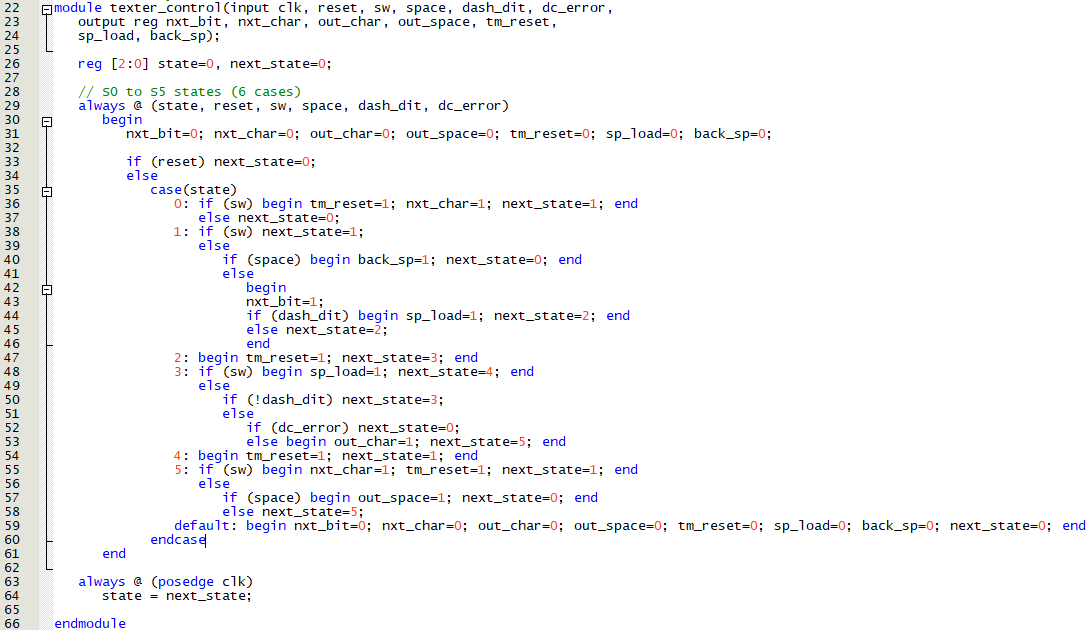 22 module texter_control(input clk, reset, sw, space, dash_dit, dc_error,
23 output reg nxt_bit, nxt_char, out_char, out_space, tm_reset,
24 sp_load, back_sp);
25
26 reg [2:0] state=0, next_state=0;
27
28 // S0 to S5 states (6 cases)
29 always @ (state, reset, sw, space, dash_dit, dc_error)
30 begin
31 nxt_bit=0; nxt_char=0; out_char=0; out_space=0; tm_reset=0; sp_load=0; back_sp=0;
32
33 if (reset) next_state=0;
34 else
35 case(state)
36 0: if (sw) begin tm_reset=1; nxt_char=1; next_state=1; end
37 else next_state=0;
38 1: if (sw) next_state=1;
39 else
40 if (space) begin back_sp=1; next_state=0; end
41 else
42 begin
43 nxt_bit=1;
44 if (dash_dit) begin sp_load=1; next_state=2; end
45 else next_state=2;
46 end
47 2: begin tm_reset=1; next_state=3; end
48 3: if (sw) begin sp_load=1; next_state=4; end
49 else
50 if (!dash_dit) next_state=3;
51 else
52 if (dc_error) next_state=0;
53 else begin out_char=1; next_state=5; end
54 4: begin tm_reset=1; next_state=1; end
55 5: if (sw) begin nxt_char=1; tm_reset=1; next_state=1; end
56 else
57 if (space) begin out_space=1; next_state=0; end
58 else next_state=5;
59 default: begin nxt_bit=0; nxt_char=0; out_char=0; out_space=0; tm_reset=0; sp_load=0; back_sp=0; next_state=0; end
60 endcase
61 end
62
63 always @ (posedge clk)
64 state = next_state;
65
66 endmodule